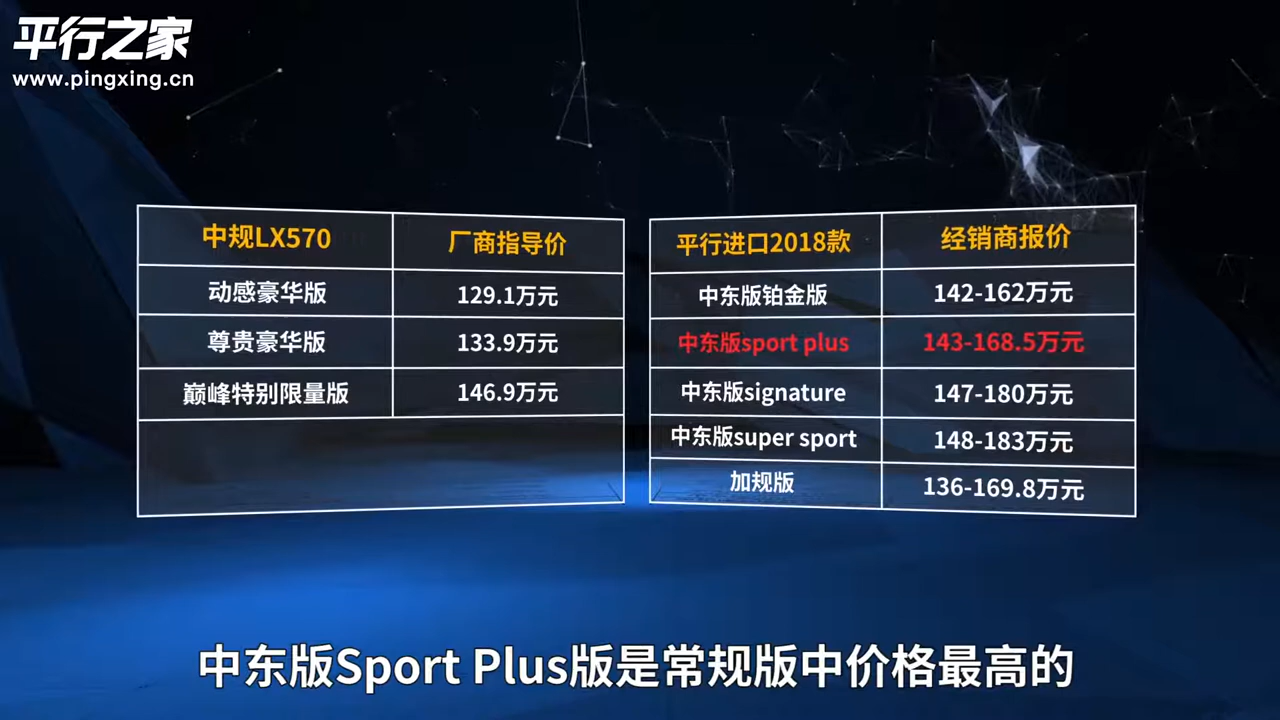 平行之家
www.pingxing.cn
中规LX570 厂商指导价
动感豪华版 129.1万元
尊贵豪华版 133.9万元
巅峰特别限量版 146.9万元
平行进口2018款 经销商报价
中东版铂金版 142-162万元
中东版sport plus 143-168.5万元
中东版signature 147-180万元
中东版super sport 148-183万元
加规版 136-169.8万元
中东版Sport Plus版是常规版中价格最高的